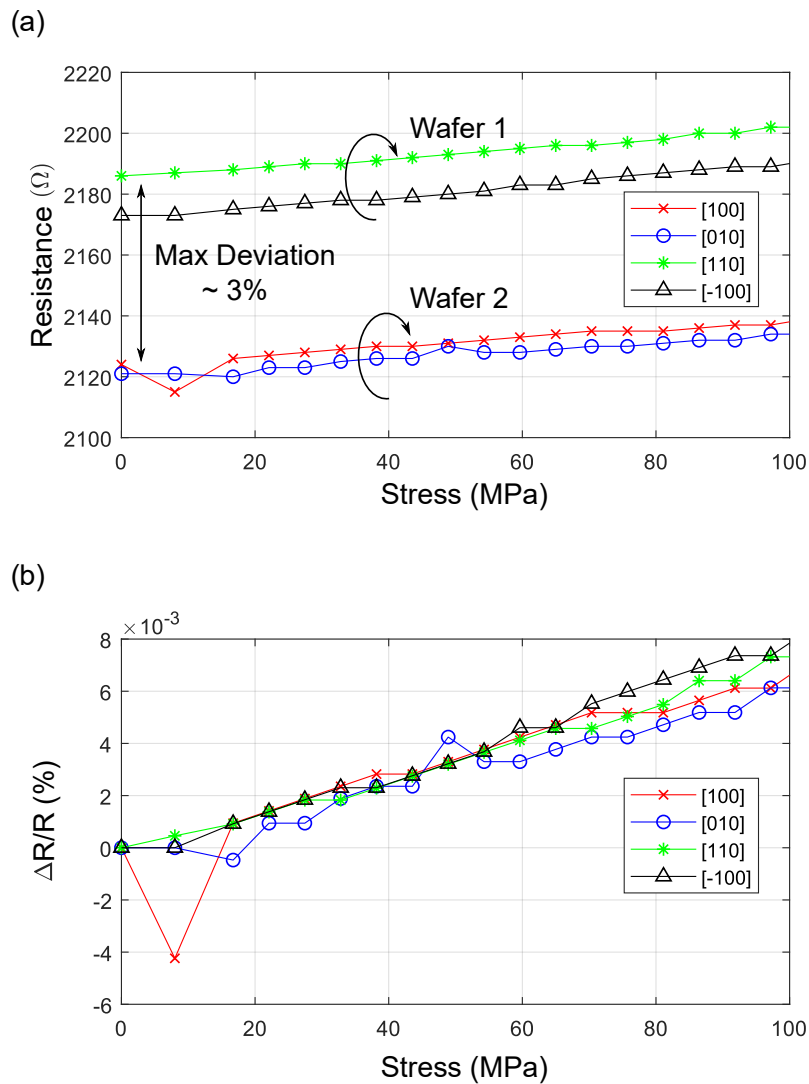 (a)
2220
2200
2180
2160
2140
2120
2100
Resistance (Ω)
Wafer 1
Max Deviation
~ 3%
Wafer 2
[100]
[010]
[110]
[-100]
0 20 40 60 80 100
Stress (MPa)
(b)
× 10⁻³
8
6
4
2
0
-2
-4
-6
ΔR/R (%)
[100]
[010]
[110]
[-100]
0 20 40 60 80 100
Stress (MPa)